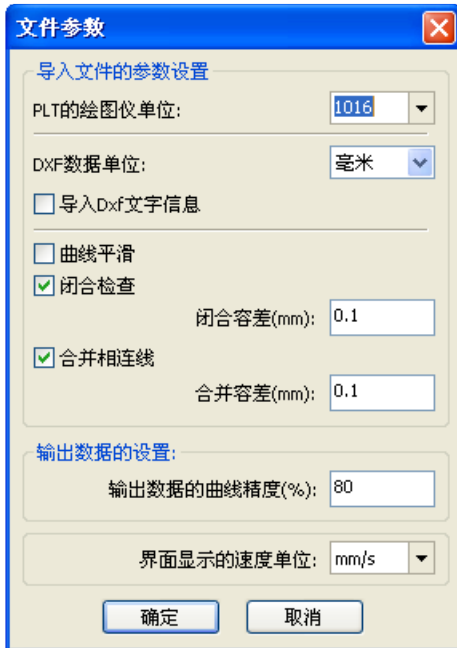 文件参数
导入文件的参数设置
PLT的绘图仪单位: 1016
DXF数据单位: 毫米
导入Dxf文字信息
曲线平滑
闭合检查
闭合容差(mm): 0.1
合并相连线
合并容差(mm): 0.1
输出数据的设置:
输出数据的曲线精度(%): 80
界面显示的速度单位: mm/s
确定 取消